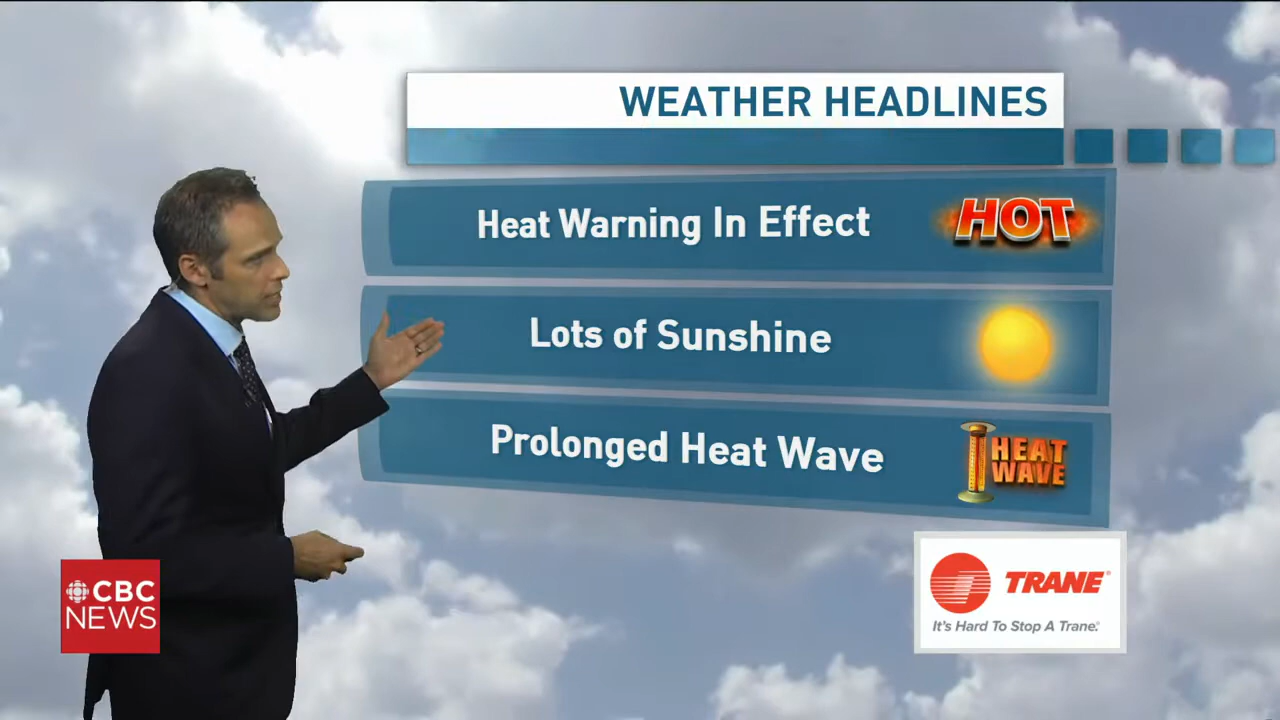 WEATHER HEADLINES
Heat Warning In Effect
HOT
Lots of Sunshine
Prolonged Heat Wave
HEAT
WAVE
CBC
NEWS
TRANE®
It's Hard To Stop A Trane.®